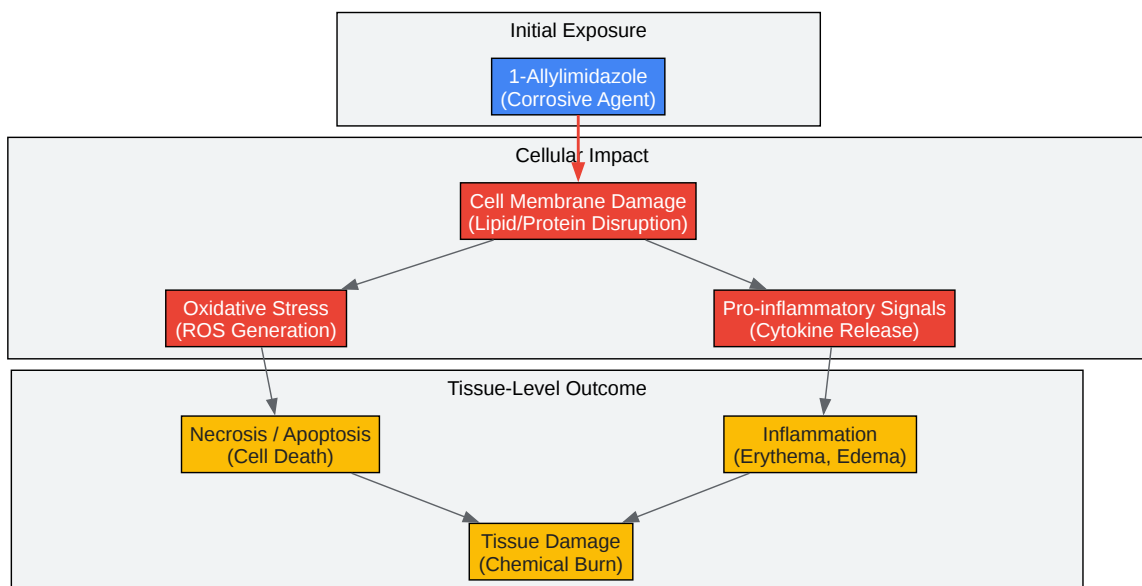 Initial Exposure
1-Allylimidazole
(Corrosive Agent)
Cellular Impact
Cell Membrane Damage
(Lipid/Protein Disruption)
Oxidative Stress
(ROS Generation)
Pro-inflammatory Signals
(Cytokine Release)
Tissue-Level Outcome
Necrosis / Apoptosis
(Cell Death)
Inflammation
(Erythema, Edema)
Tissue Damage
(Chemical Burn)